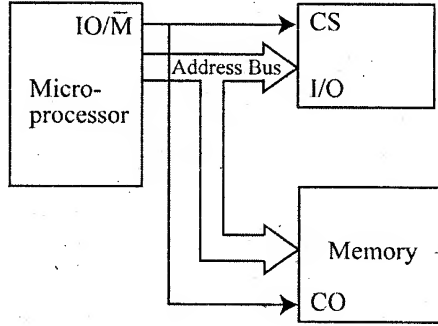 IO/M̅
Micro-
processor
Address Bus
CS
I/O
Memory
CO